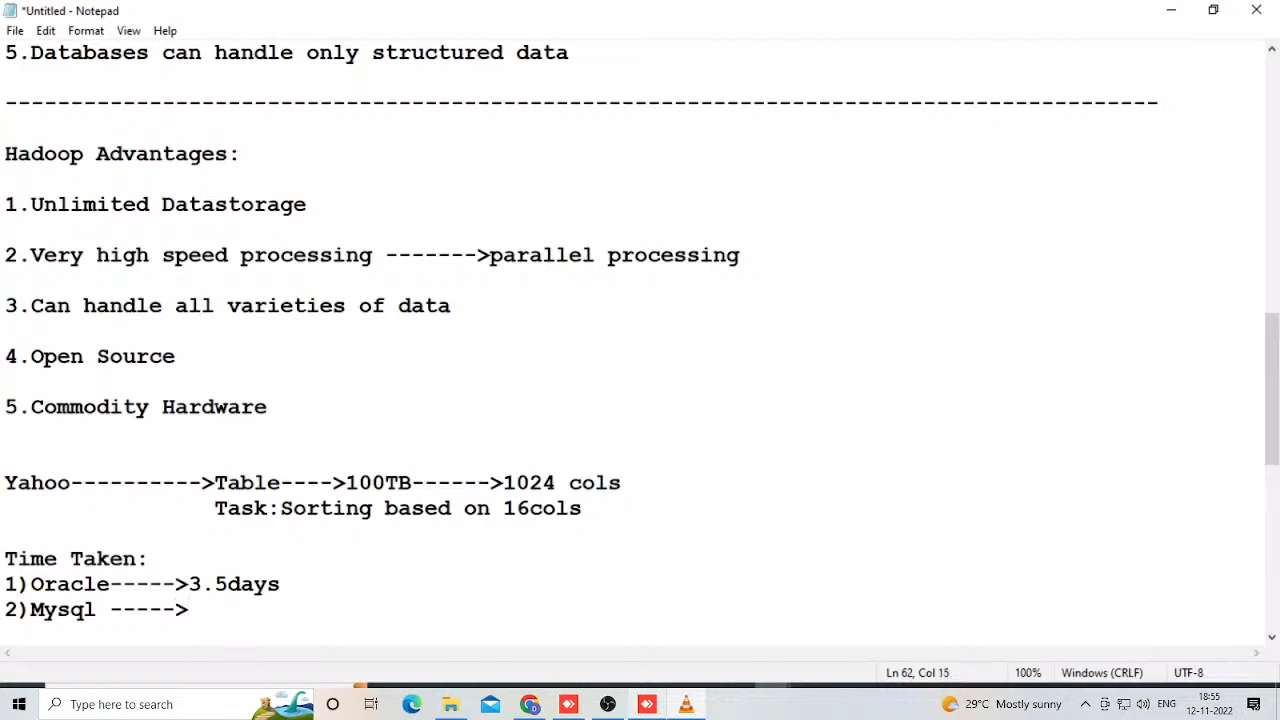 *Untitled - Notepad
File Edit Format View Help
5.Databases can handle only structured data
----------------------------------------------------------------------------------------
Hadoop Advantages:
1.Unlimited Datastorage
2.Very high speed processing ------->parallel processing
3.Can handle all varieties of data
4.Open Source
5.Commodity Hardware
Yahoo---------->Table---->100TB------>1024 cols
Task:Sorting based on 16cols
Time Taken:
1)Oracle----->3.5days
2)Mysql ----->
Ln 62, Col 15 100% Windows (CRLF) UTF-8
Type here to search 29°C Mostly sunny ENG 18:55
12-11-2022